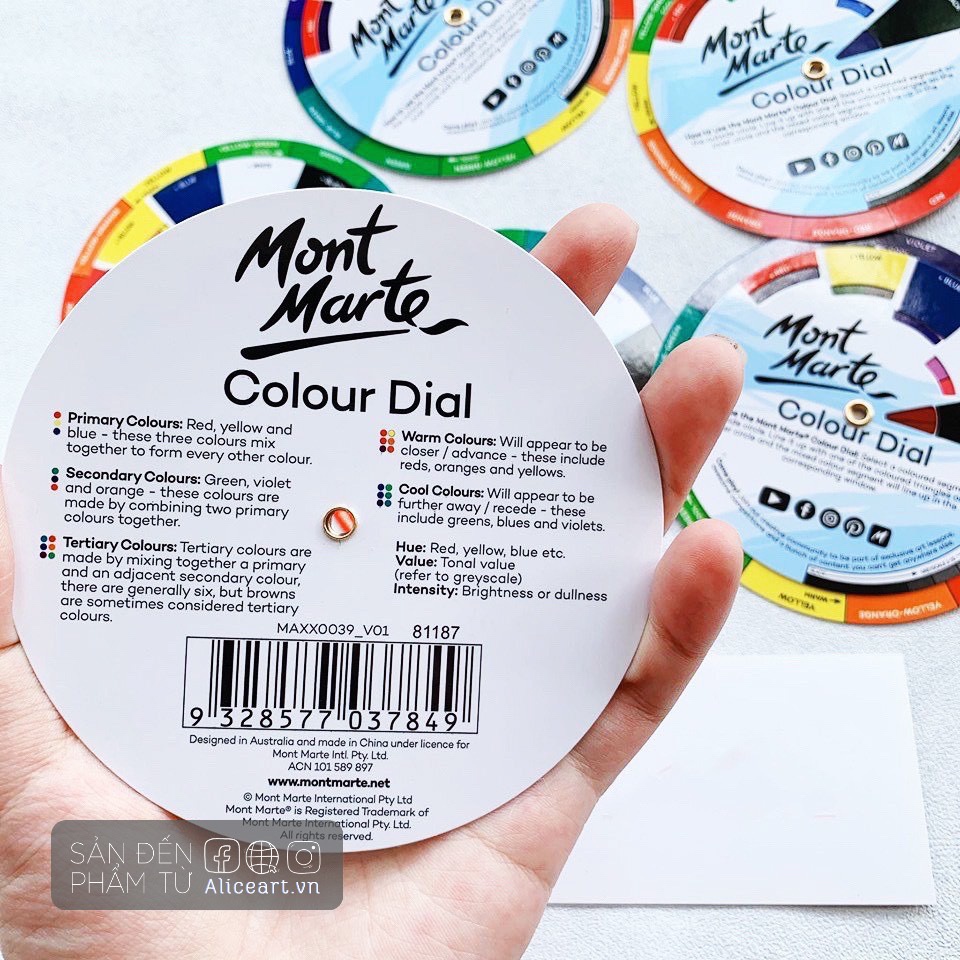 Mont
Marte
Colour Dial
Primary Colours: Red, yellow and
blue - these three colours mix
together to form every other colour.
Secondary Colours: Green, violet
and orange - these colours are
made by combining two primary
colours together.
Tertiary Colours: Tertiary colours are
made by mixing together a primary
and an adjacent secondary colour,
there are generally six, but browns
are sometimes considered tertiary
colours.
Warm Colours: Will appear to be
closer / advance - these include
reds, oranges and yellows.
Cool Colours: Will appear to be
further away / recede - these
include greens, blues and violets.
Hue: Red, yellow, blue etc.
Value: Tonal value
(refer to greyscale)
Intensity: Brightness or dullness
MAXX0039_V01 81187
9 328577 037849
Designed in Australia and made in China under licence for
Mont Marte Intl. Pty. Ltd.
ACN 101 589 897
www.montmarte.net
© Mont Marte International Pty Ltd
Mont Marte® is Registered Trademark of
Mont Marte International Pty. Ltd.
All rights reserved.
SẢN ĐẾN
PHẨM TỪ Aliceart.vn
Mont
Marte
Colour Dial
Mont
Marte
Colour Dial
Mont
Marte
Colour Dial
VIOLET
BLUE
YELLOW
WARM
YELLOW-ORANGE
YELLOW-GREEN